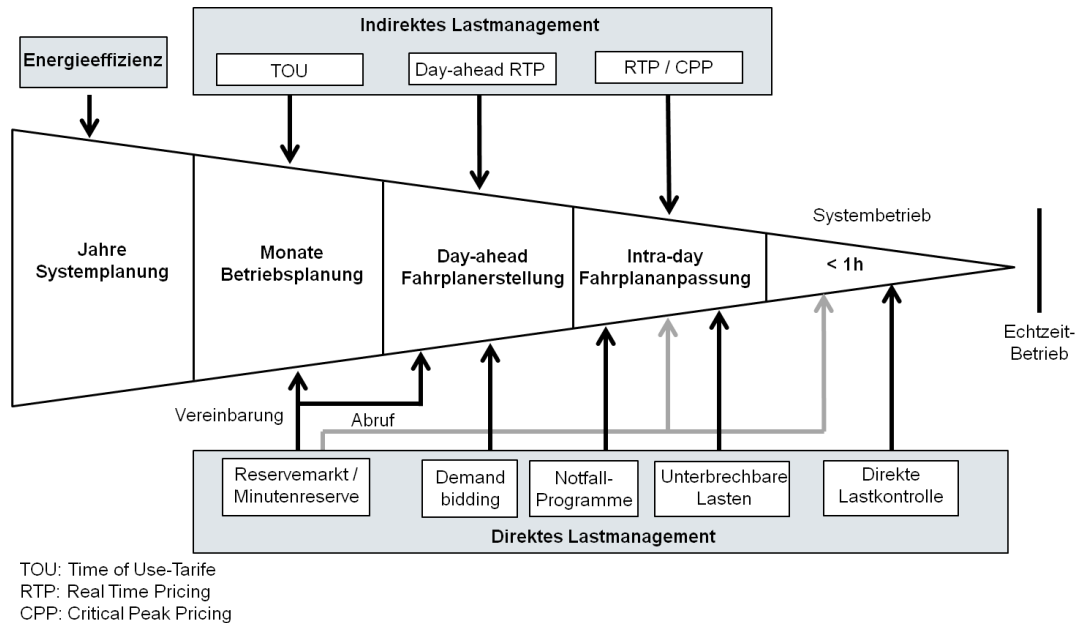 Indirektes Lastmanagement
Energieeffizienz
TOU
Day-ahead RTP
RTP / CPP
Systembetrieb
Jahre
Systemplanung
Monate
Betriebsplanung
Day-ahead
Fahrplanerstellung
Intra-day
Fahrplananpassung
< 1h
Echtzeit-
Betrieb
Vereinbarung
Abruf
Reservemarkt /
Minutenreserve
Demand
bidding
Notfall-
Programme
Unterbrechbare
Lasten
Direkte
Lastkontrolle
Direktes Lastmanagement
TOU: Time of Use-Tarife
RTP: Real Time Pricing
CPP: Critical Peak Pricing